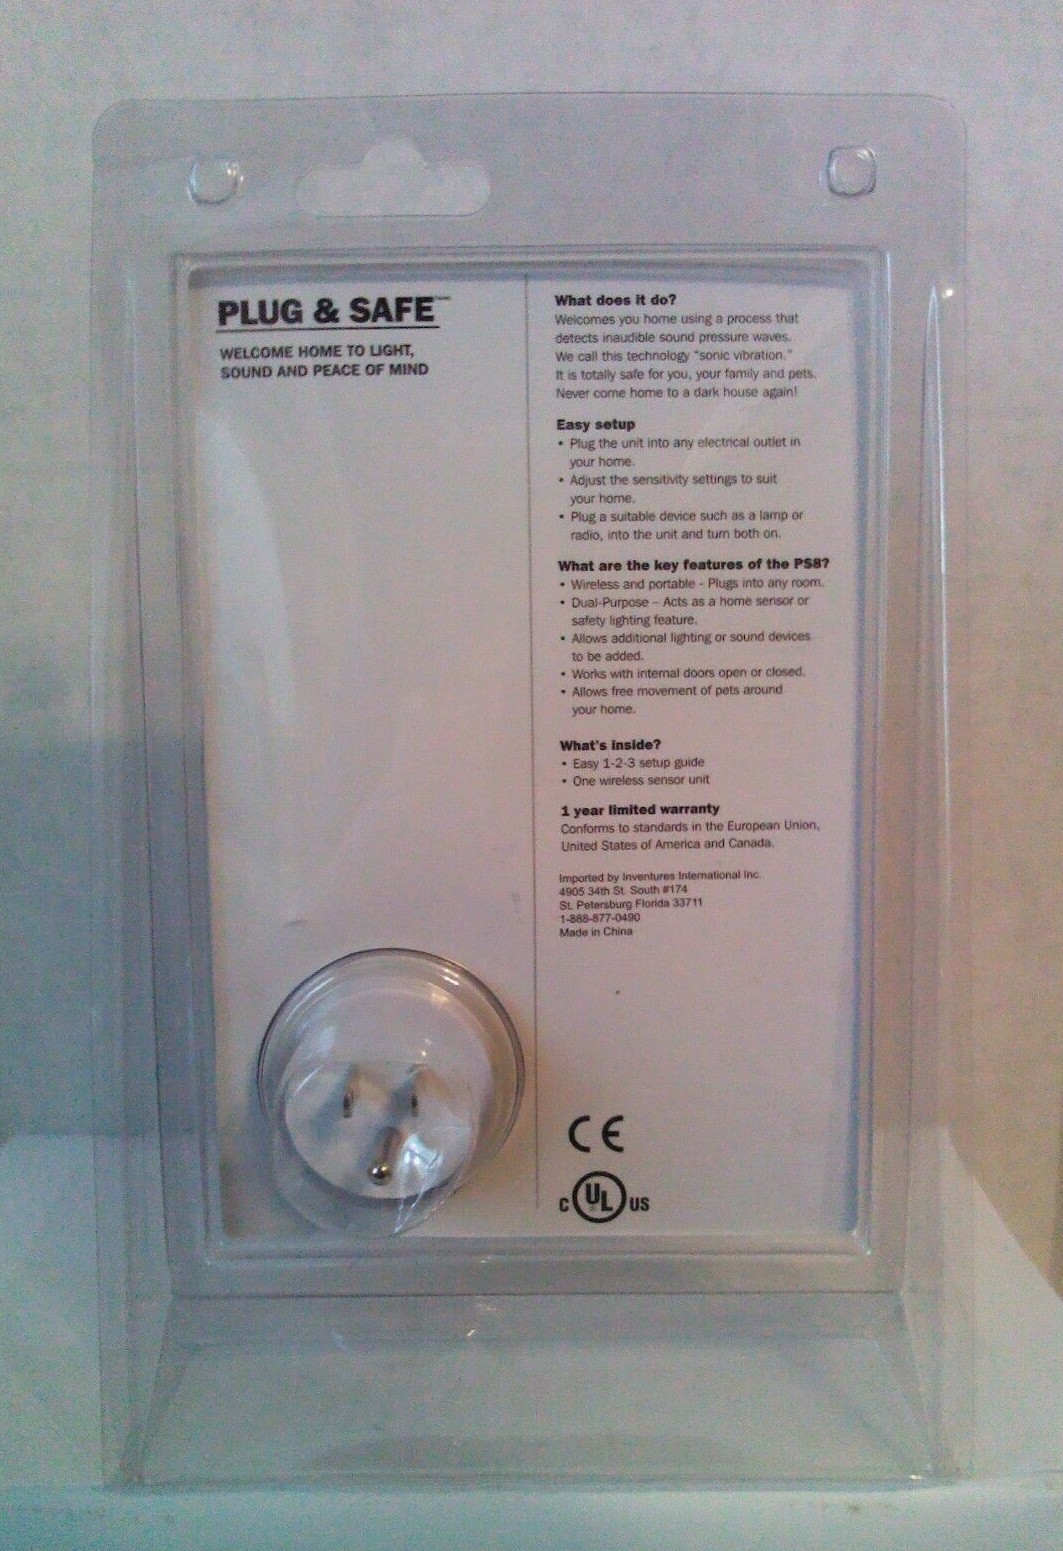 PLUG & SAFE™
WELCOME HOME TO LIGHT,
SOUND AND PEACE OF MIND
What does it do?
Welcomes you home using a process that
detects inaudible sound pressure waves.
We call this technology "sonic vibration."
It is totally safe for you, your family and pets.
Never come home to a dark house again!
Easy setup
• Plug the unit into any electrical outlet in
your home.
• Adjust the sensitivity settings to suit
your home.
• Plug a suitable device such as a lamp or
radio, into the unit and turn both on.
What are the key features of the PS8?
• Wireless and portable - Plugs into any room.
• Dual-Purpose – Acts as a home sensor or
safety lighting feature.
• Allows additional lighting or sound devices
to be added.
• Works with internal doors open or closed.
• Allows free movement of pets around
your home.
What's inside?
• Easy 1-2-3 setup guide
• One wireless sensor unit
1 year limited warranty
Conforms to standards in the European Union,
United States of America and Canada.
Imported by Inventures International Inc.
4905 34th St. South #174
St. Petersburg Florida 33711
1-888-877-0490
Made in China
CE
C UL US